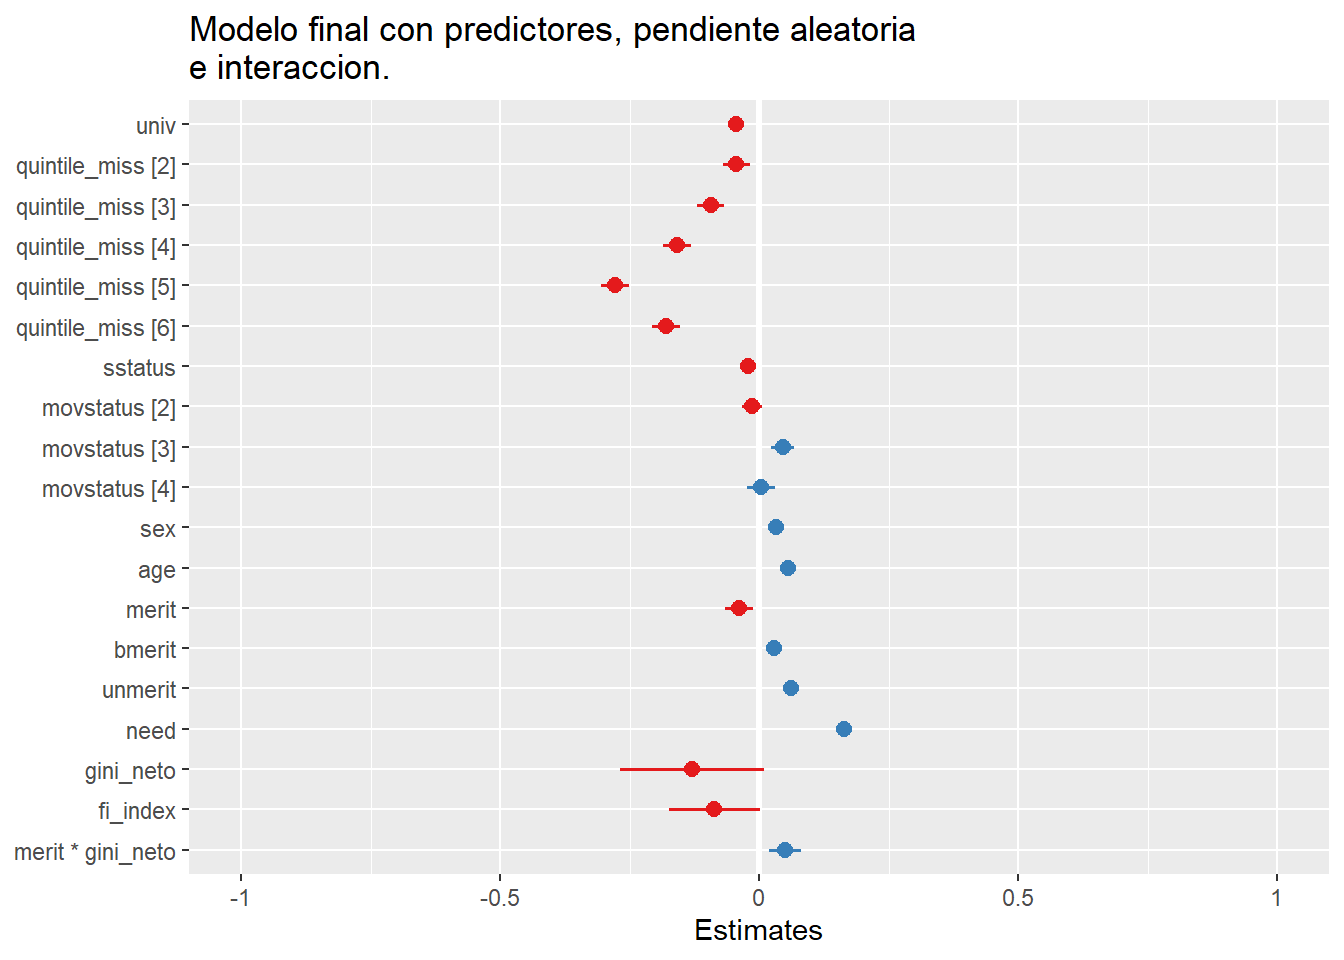 Modelo final con predictores, pendiente aleatoria
e interaccion.
univ
quintile_miss [2]
quintile_miss [3]
quintile_miss [4]
quintile_miss [5]
quintile_miss [6]
sstatus
movstatus [2]
movstatus [3]
movstatus [4]
sex
age
merit
bmerit
unmerit
need
gini_neto
fi_index
merit * gini_neto
-1 -0.5 0 0.5 1
Estimates